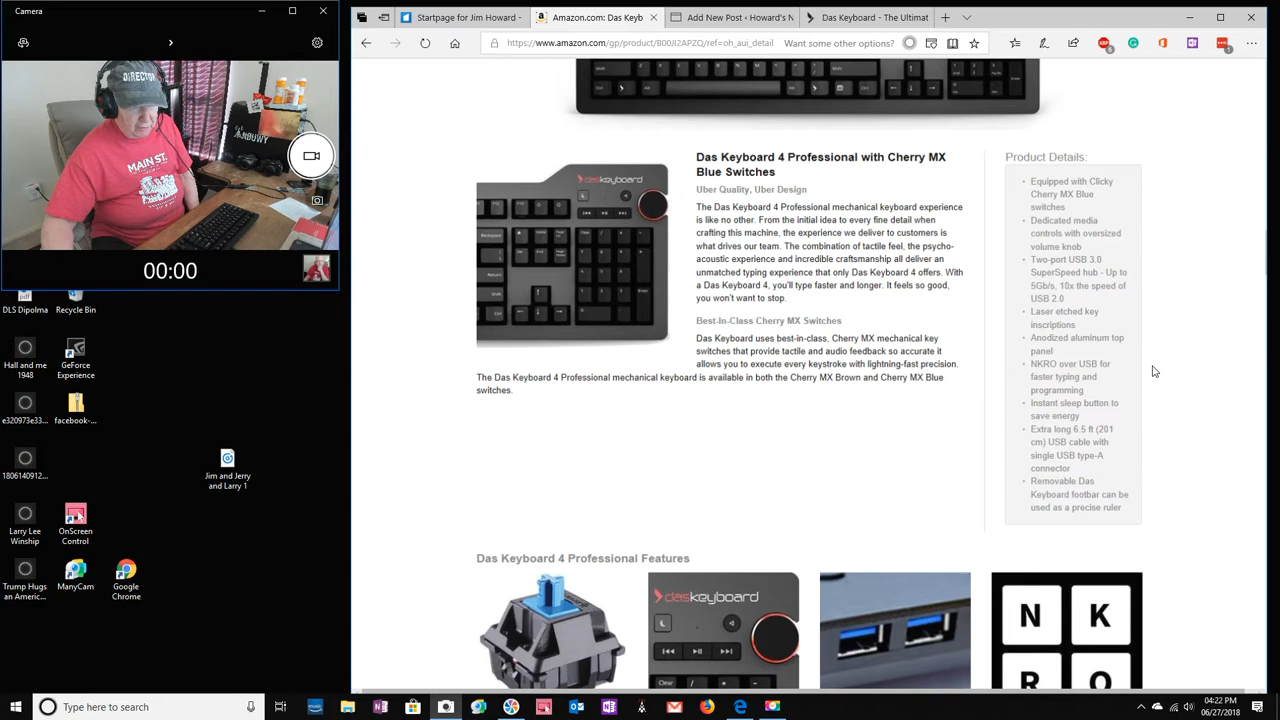 Camera
DIRECTOR
MAIN ST.
00:00
DLS Diploma
Recycle Bin
Hall and me 1948
GeForce Experience
e320973e33...
facebook-...
1806140912...
Jim and Jerry and Larry 1
Larry Lee Winship
OnScreen Control
Trump Hugs an Americ...
ManyCam
Google Chrome
Startpage for Jim Howard -
Amazon.com: Das Keyb
Add New Post ‹ Howard's N
Das Keyboard - The Ultimat
https://www.amazon.com/gp/product/B00JI2APZQ/ref=oh_aui_detail
Want some other options?
Das Keyboard 4 Professional with Cherry MX
Blue Switches
Uber Quality, Uber Design
The Das Keyboard 4 Professional mechanical keyboard experience
is like no other. From the initial idea to every fine detail when
crafting this machine, the experience we deliver to customers is
what drives our team. The combination of tactile feel, the psycho-
acoustic experience and incredible craftsmanship all deliver an
unmatched typing experience that only Das Keyboard 4 offers. With
a Das Keyboard 4, you'll type faster and longer. It feels so good,
you won't want to stop.
Best-In-Class Cherry MX Switches
Das Keyboard uses best-in-class, Cherry MX mechanical key
switches that provide tactile and audio feedback so accurate it
allows you to execute every keystroke with lightning-fast precision.
The Das Keyboard 4 Professional mechanical keyboard is available in both the Cherry MX Brown and Cherry MX Blue
switches.
daskeyboard
Product Details:
Equipped with Clicky
Cherry MX Blue
switches
Dedicated media
controls with oversized
volume knob
Two-port USB 3.0
SuperSpeed hub - Up to
5Gb/s, 10x the speed of
USB 2.0
Laser etched key
inscriptions
Anodized aluminum top
panel
NKRO over USB for
faster typing and
programming
Instant sleep button to
save energy
Extra long 6.5 ft (201
cm) USB cable with
single USB type-A
connector
Removable Das
Keyboard footbar can be
used as a precise ruler
Das Keyboard 4 Professional Features
daskeyboard
Clear
N K
R O
Type here to search
04:22 PM
06/27/2018